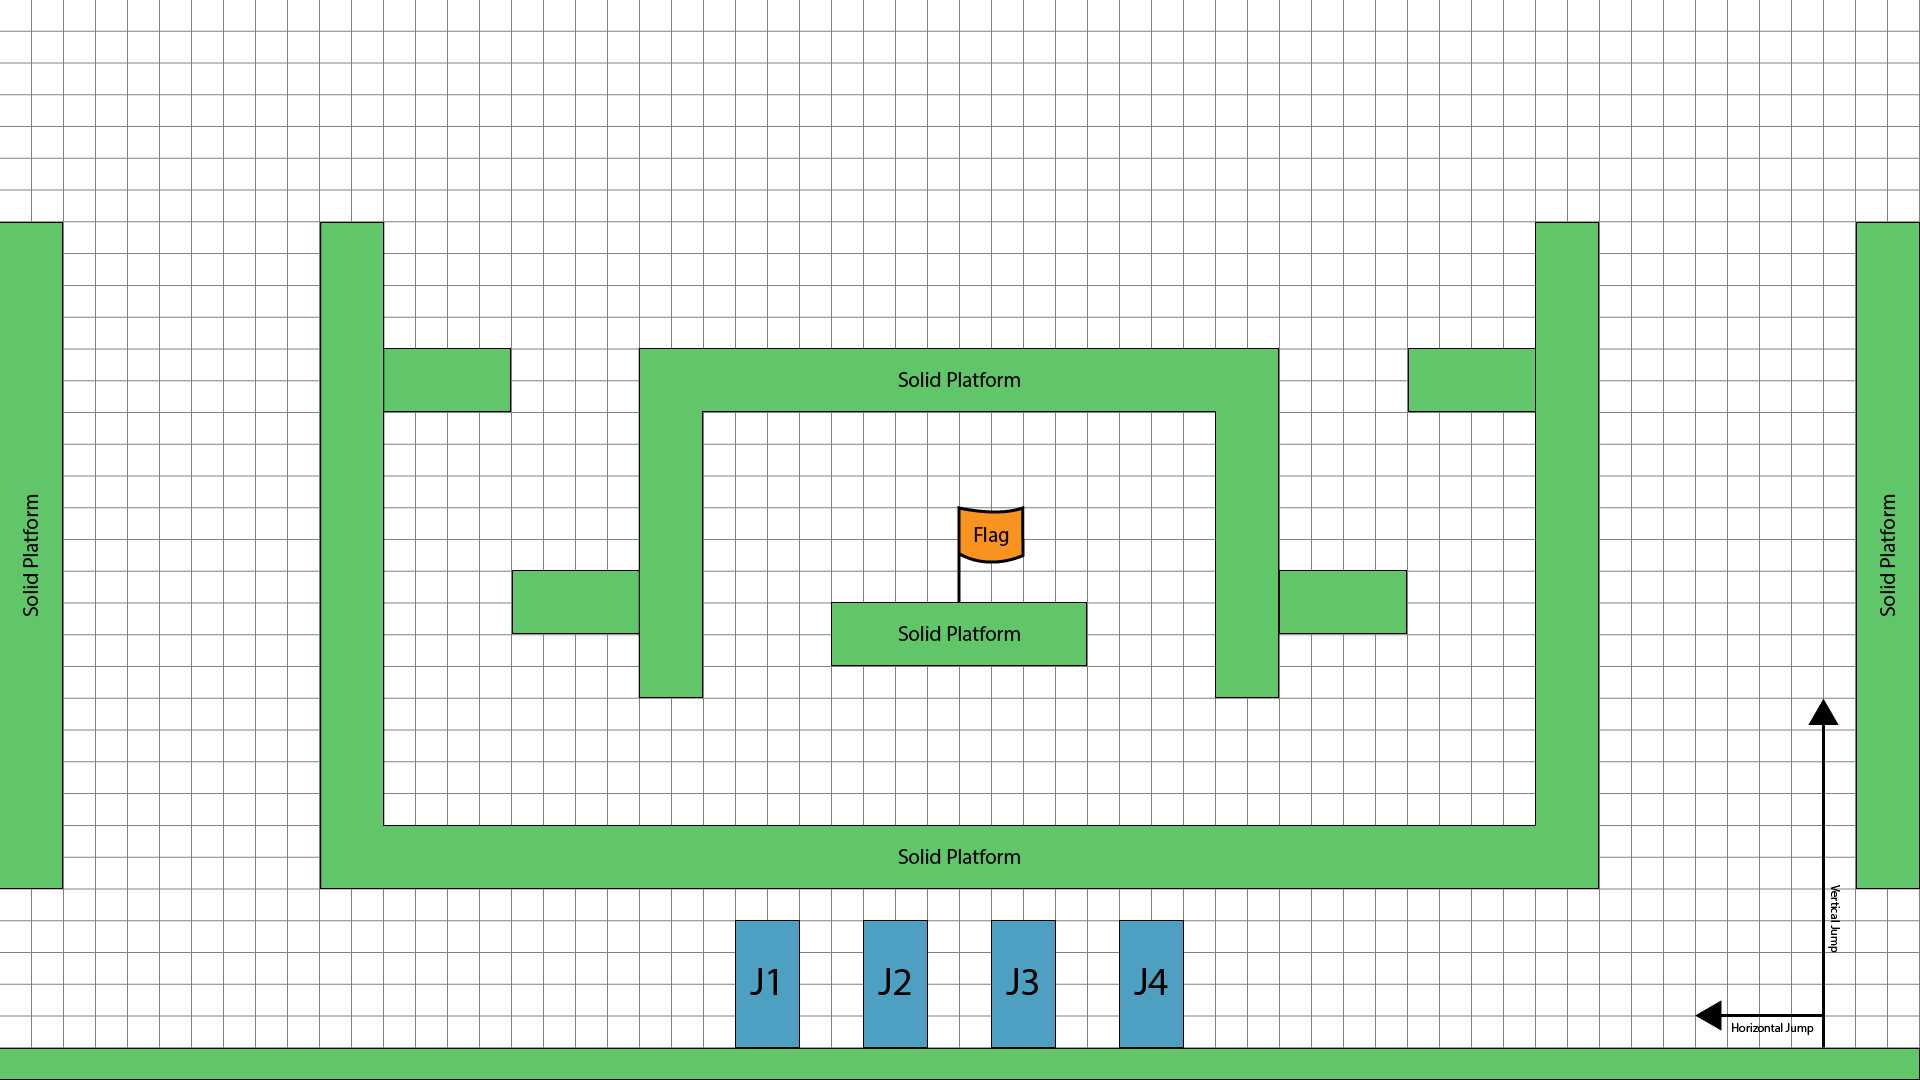 Solid Platform
Flag
Solid Platform
Solid Platform
Solid Platform
Solid Platform
J1
J2
J3
J4
Vertical Jump
Horizontal Jump